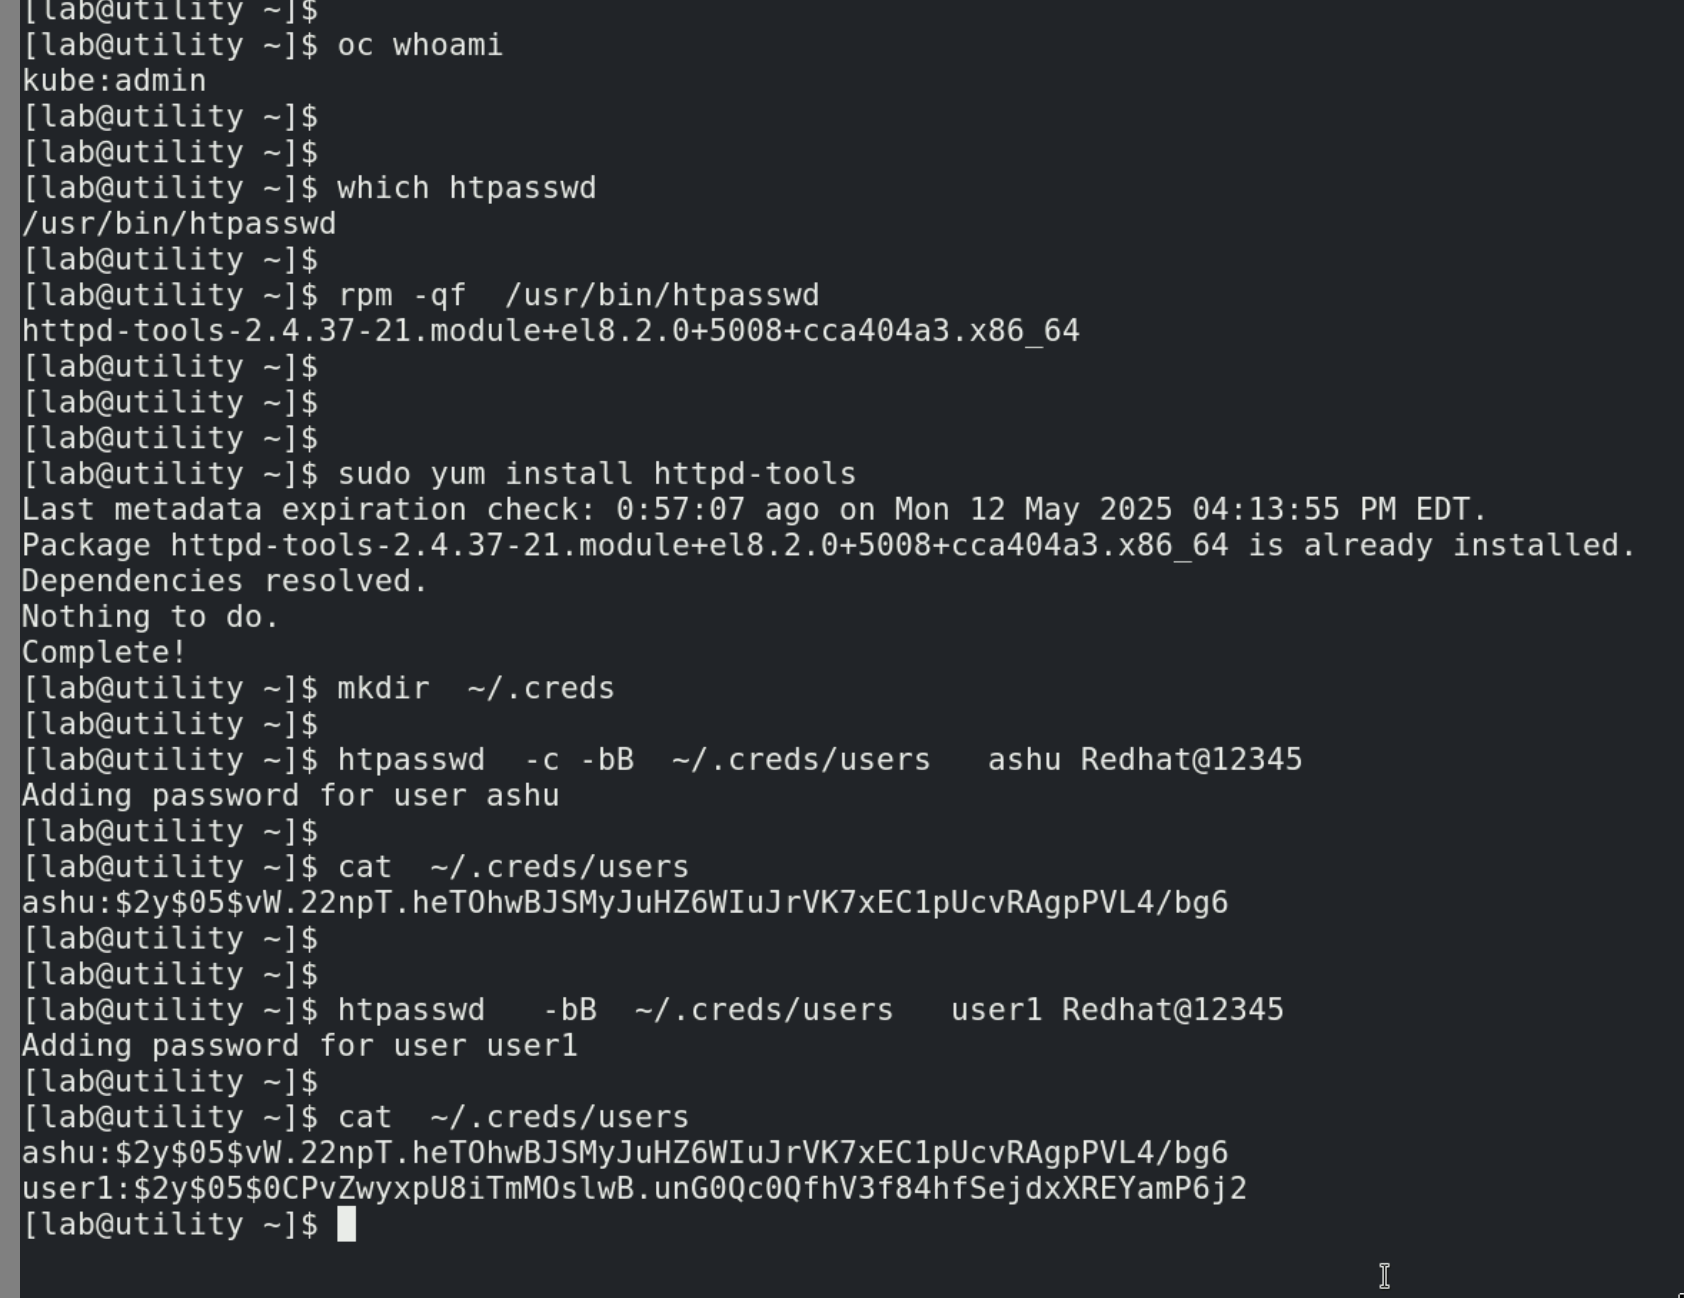 [lab@utility ~]$
[lab@utility ~]$ oc whoami
kube:admin
[lab@utility ~]$
[lab@utility ~]$
[lab@utility ~]$ which htpasswd
/usr/bin/htpasswd
[lab@utility ~]$
[lab@utility ~]$ rpm -qf  /usr/bin/htpasswd
httpd-tools-2.4.37-21.module+el8.2.0+5008+cca404a3.x86_64
[lab@utility ~]$
[lab@utility ~]$
[lab@utility ~]$
[lab@utility ~]$ sudo yum install httpd-tools
Last metadata expiration check: 0:57:07 ago on Mon 12 May 2025 04:13:55 PM EDT.
Package httpd-tools-2.4.37-21.module+el8.2.0+5008+cca404a3.x86_64 is already installed.
Dependencies resolved.
Nothing to do.
Complete!
[lab@utility ~]$ mkdir  ~/.creds
[lab@utility ~]$
[lab@utility ~]$ htpasswd  -c -bB  ~/.creds/users   ashu Redhat@12345
Adding password for user ashu
[lab@utility ~]$
[lab@utility ~]$ cat  ~/.creds/users
ashu:$2y$05$vW.22npT.heTOhwBJSMyJuHZ6WIuJrVK7xEC1pUcvRAgpPVL4/bg6
[lab@utility ~]$
[lab@utility ~]$
[lab@utility ~]$ htpasswd   -bB  ~/.creds/users   user1 Redhat@12345
Adding password for user user1
[lab@utility ~]$
[lab@utility ~]$ cat  ~/.creds/users
ashu:$2y$05$vW.22npT.heTOhwBJSMyJuHZ6WIuJrVK7xEC1pUcvRAgpPVL4/bg6
user1:$2y$05$0CPvZwyxpU8iTmMOslwB.unG0Qc0QfhV3f84hfSejdxXREYamP6j2
[lab@utility ~]$